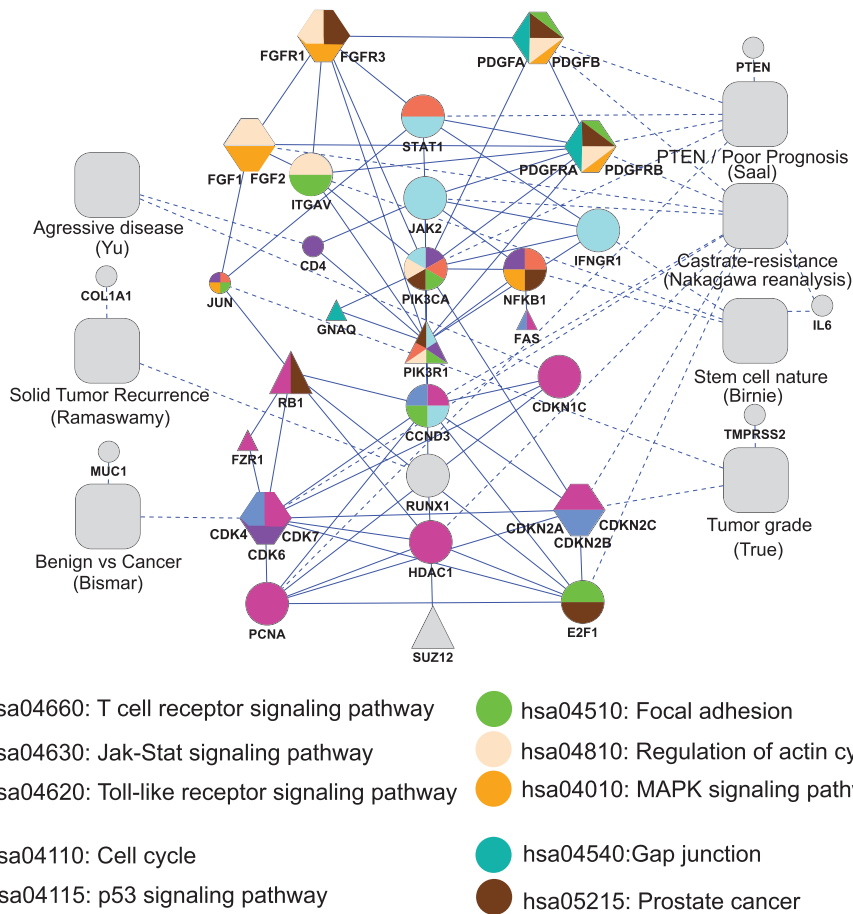 FGFR1
FGFR3
PDGFA
PDGFB
PTEN
STAT1
PTEN / Poor Prognosis
(Saal)
FGF1
FGF2
ITGAV
PDGFRA
PDGFRB
JAK2
Agressive disease
(Yu)
CD4
IFNGR1
Castrate-resistance
(Nakagawa reanalysis)
COL1A1
JUN
PIK3CA
NFKB1
GNAQ
FAS
IL6
PIK3R1
Stem cell nature
(Birnie)
Solid Tumor Recurrence
(Ramaswamy)
RB1
CDKN1C
TMPRSS2
CCND3
FZR1
MUC1
RUNX1
CDK4
CDK7
CDK6
CDKN2A
CDKN2C
CDKN2B
Tumor grade
(True)
Benign vs Cancer
(Bismar)
HDAC1
PCNA
E2F1
SUZ12
sa04660: T cell receptor signaling pathway
hsa04510: Focal adhesion
sa04630: Jak-Stat signaling pathway
hsa04810: Regulation of actin cy
sa04620: Toll-like receptor signaling pathway
hsa04010: MAPK signaling path
sa04110: Cell cycle
hsa04540:Gap junction
sa04115: p53 signaling pathway
hsa05215: Prostate cancer